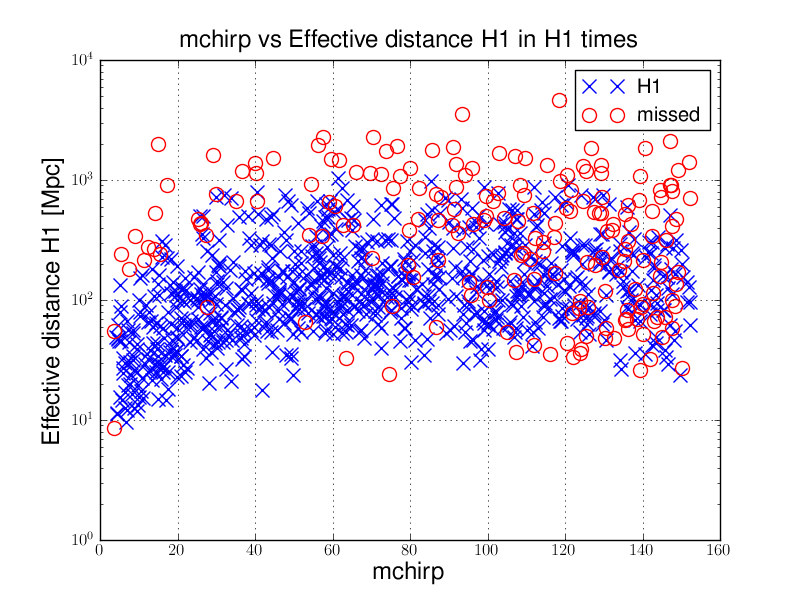 mchirp vs Effective distance H1 in H1 times
H1
missed
Effective distance H1 [Mpc]
10^4
10^3
10^2
10^1
10^0
0 20 40 60 80 100 120 140 160
mchirp